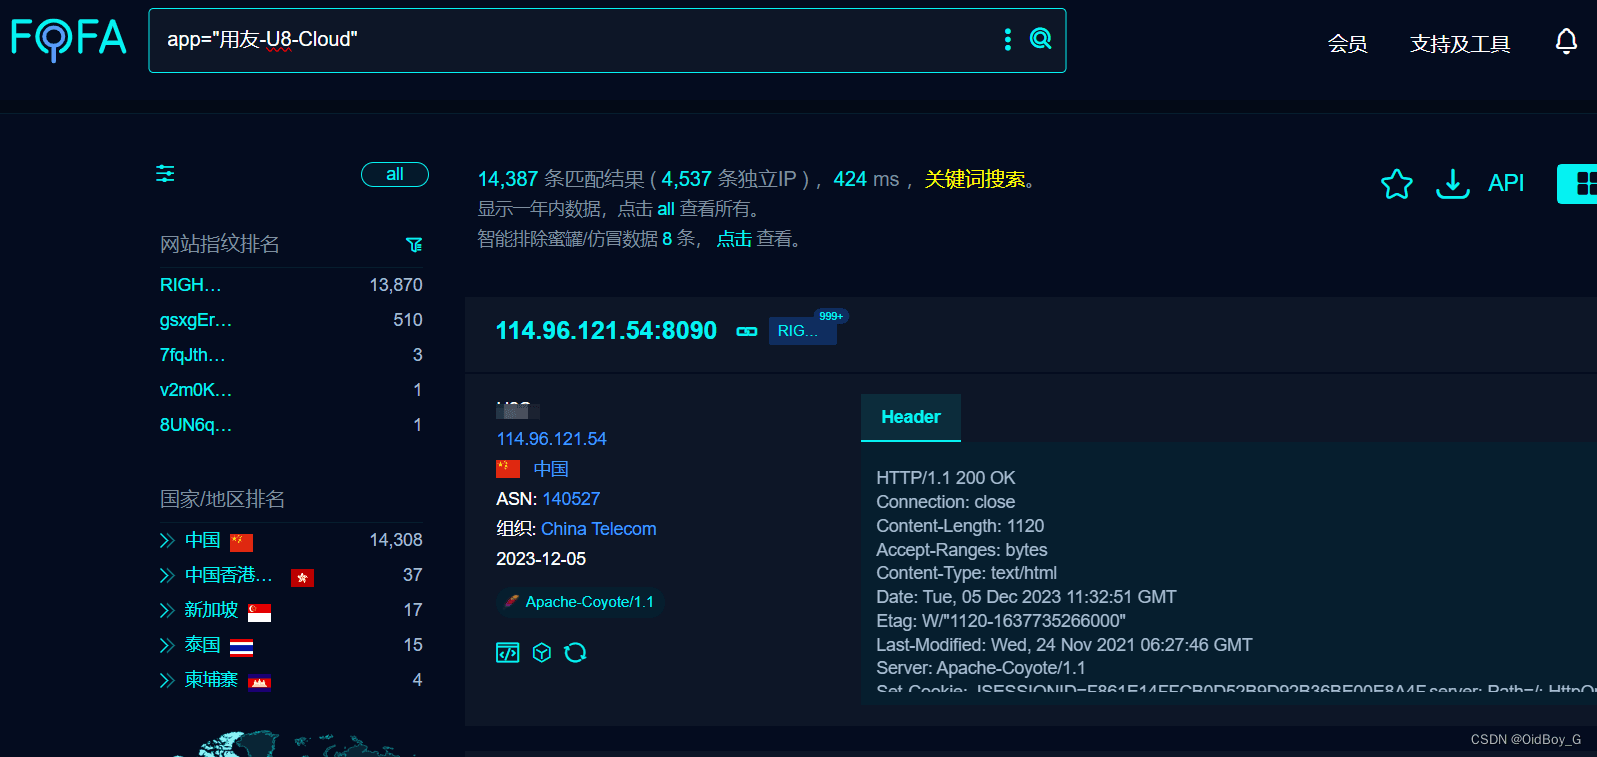 FOFA
app="用友-U8-Cloud"
会员
支持及工具
all
14,387 条匹配结果 ( 4,537 条独立IP ) ，424 ms ，关键词搜索。
显示一年内数据，点击 all 查看所有。
智能排除蜜罐/仿冒数据 8 条， 点击 查看。
API
网站指纹排名
RIGH... 13,870
gsxgEr... 510
7fqJth... 3
v2m0K... 1
8UN6q... 1
国家/地区排名
中国 14,308
中国香港... 37
新加坡 17
泰国 15
柬埔寨 4
114.96.121.54:8090
RIG...
999+
114.96.121.54
中国
ASN: 140527
组织: China Telecom
2023-12-05
Apache-Coyote/1.1
Header
HTTP/1.1 200 OK
Connection: close
Content-Length: 1120
Accept-Ranges: bytes
Content-Type: text/html
Date: Tue, 05 Dec 2023 11:32:51 GMT
Etag: W/"1120-1637735266000"
Last-Modified: Wed, 24 Nov 2021 06:27:46 GMT
Server: Apache-Coyote/1.1
CSDN @OidBoy_G